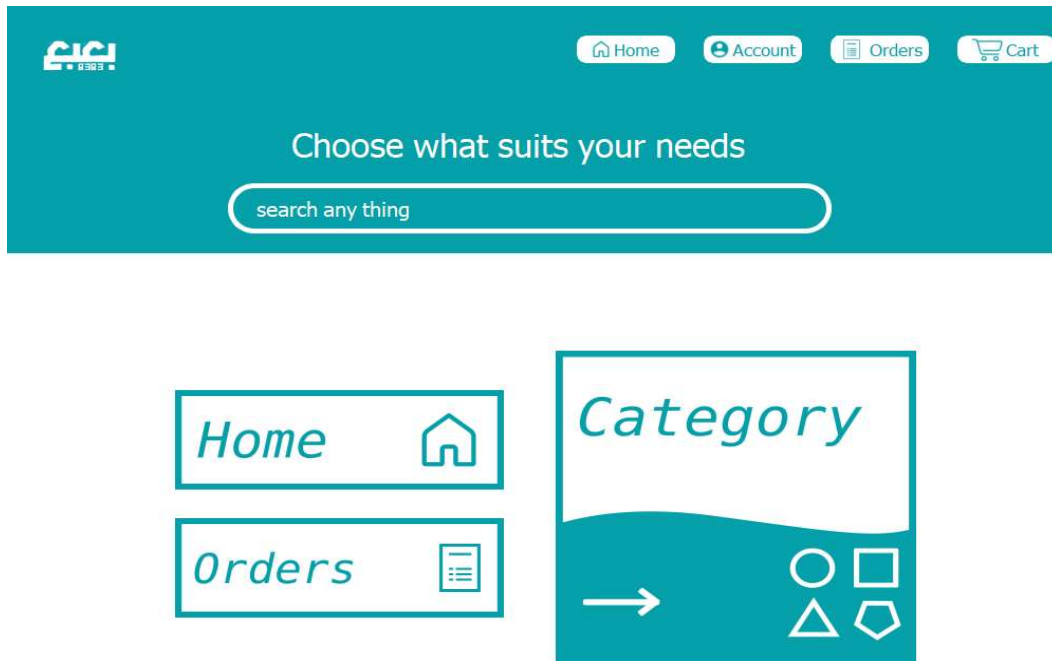 Home
Account
Orders
Cart
Choose what suits your needs
search any thing
Home
Category
Orders